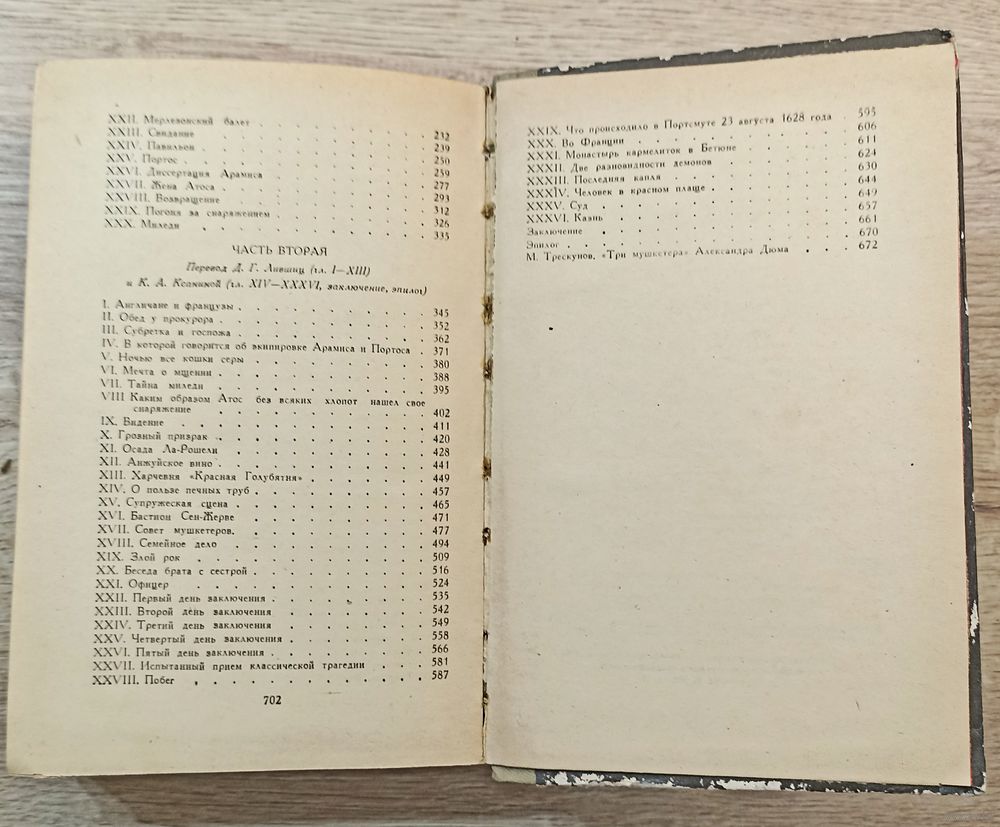 XXII. Мерлезонский балет . . . . . . . . 232
XXIII. Свидание . . . . . . . . 239
XXIV. Павильон . . . . . . . . 250
XXV. Портос . . . . . . . . 259
XXVI. Диссертация Арамиса . . . . . . . . 277
XXVII. Жена Атоса . . . . . . . . 293
XXVIII. Возвращение . . . . . . . . 312
XXIX. Погоня за снаряжением . . . . . . . . 326
XXX. Миледи . . . . . . . . 335
ЧАСТЬ ВТОРАЯ
Перевод Д. Г. Лившиц (гл. I—XIII)
и К. А. Ксаниной (гл. XIV—XXXVI, заключение, эпилог)
I. Англичане и французы . . . . . . . . 345
II. Обед у прокурора . . . . . . . . 352
III. Субретка и госпожа . . . . . . . . 362
IV. В которой говорится об экипировке Арамиса и Портоса . 371
V. Ночью все кошки серы . . . . . . . . 380
VI. Мечта о мщении . . . . . . . . 388
VII. Тайна миледи . . . . . . . . 395
VIII Каким образом Атос без всяких хлопот нашел свое
снаряжение . . . . . . . . 402
IX. Видение . . . . . . . . 411
X. Грозный призрак . . . . . . . . 420
XI. Осада Ла-Рошели . . . . . . . . 428
XII. Анжуйское вино . . . . . . . . 441
XIII. Харчевня «Красная Голубятня» . . . . . . 449
XIV. О пользе печных труб . . . . . . . . 457
XV. Супружеская сцена . . . . . . . . 465
XVI. Бастион Сен-Жерве . . . . . . . . 471
XVII. Совет мушкетеров. . . . . . . . . 477
XVIII. Семейное дело . . . . . . . . 494
XIX. Злой рок . . . . . . . . 509
XX. Беседа брата с сестрой . . . . . . . . 516
XXI. Офицер . . . . . . . . 524
XXII. Первый день заключения . . . . . . . 535
XXIII. Второй день заключения . . . . . . . 542
XXIV. Третий день заключения . . . . . . . 549
XXV. Четвертый день заключения . . . . . . . 558
XXVI. Пятый день заключения . . . . . . . 566
XXVII. Испытанный прием классической трагедии . . . 581
XXVIII. Побег . . . . . . . . 587
702
XXIX. Что происходило в Портсмуте 23 августа 1628 года . 595
XXX. Во Франции . . . . . . . . 606
XXXI. Монастырь кармелиток в Бетюне . . . . 611
XXXII. Две разновидности демонов . . . . . 624
XXXIII. Последняя капля . . . . . . . 630
XXXIV. Человек в красном плаще . . . . . 644
XXXV. Суд . . . . . . . . 649
XXXVI. Казнь . . . . . . . . 657
Заключение . . . . . . . . 661
Эпилог . . . . . . . . 670
М. Трескунов. «Три мушкетера» Александра Дюма . . . 672